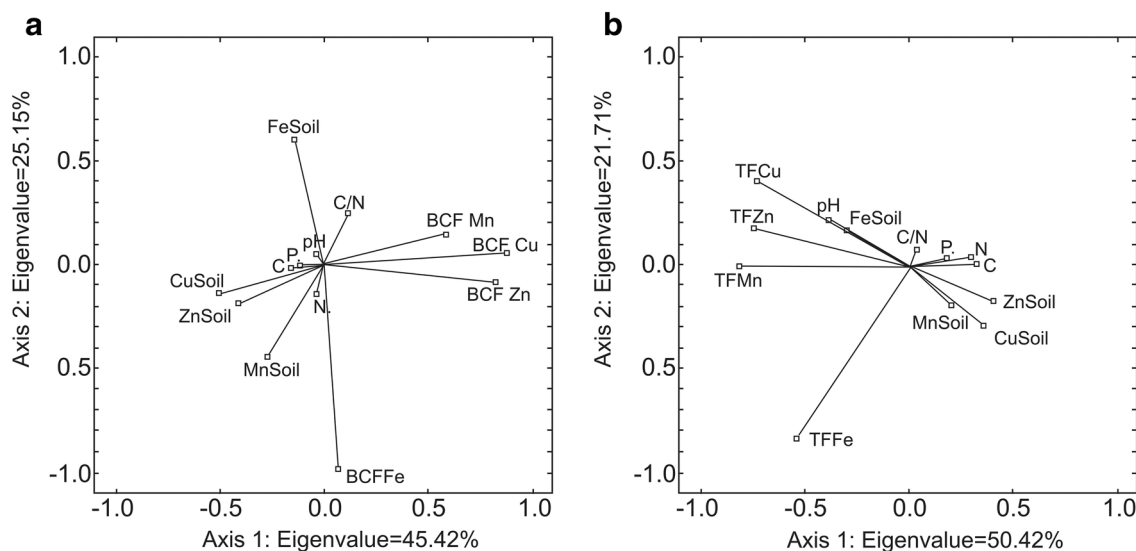 a
Axis 2: Eigenvalue=25.15%
1.0
0.5
0.0
0.5
-1.0
FeSoil
C/N
BCF Mn
pH
BCF Cu
P.
C
CuSoil
BCF Zn
ZnSoil
N.
MnSoil
BCFFe
-1.0
-0.5
0.0
0.5
1.0
Axis 1: Eigenvalue=45.42%
b
Axis 2: Eigenvalue=21.71%
1.0
0.5
0.0
0.5
-1.0
TFCu
pH
TFZn
FeSoil
C/N
P.
N
C
TFMn
ZnSoil
MnSoil
CuSoil
TFFe
-1.0
-0.5
0.0
0.5
1.0
Axis 1: Eigenvalue=50.42%